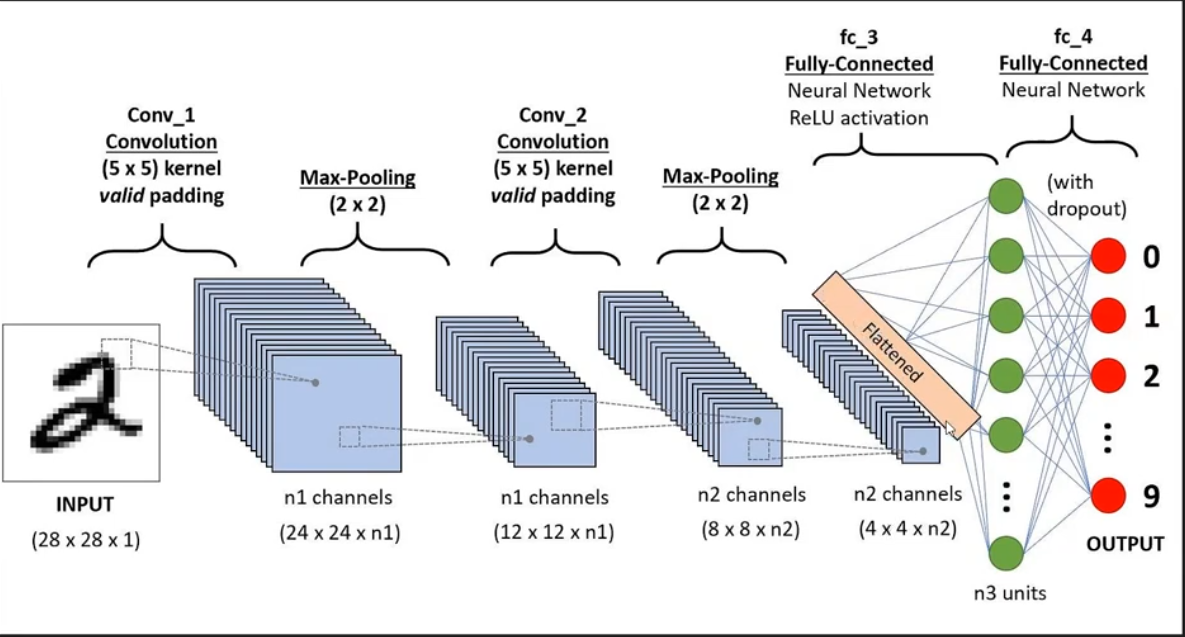 Conv_1
Convolution
(5 x 5) kernel
valid padding
Max-Pooling
(2 x 2)
Conv_2
Convolution
(5 x 5) kernel
valid padding
Max-Pooling
(2 x 2)
fc_3
Fully-Connected
Neural Network
ReLU activation
fc_4
Fully-Connected
Neural Network
(with
dropout)
Flattened
0
1
2
9
OUTPUT
2
INPUT
(28 x 28 x 1)
n1 channels
(24 x 24 x n1)
n1 channels
(12 x 12 x n1)
n2 channels
(8 x 8 x n2)
n2 channels
(4 x 4 x n2)
n3 units